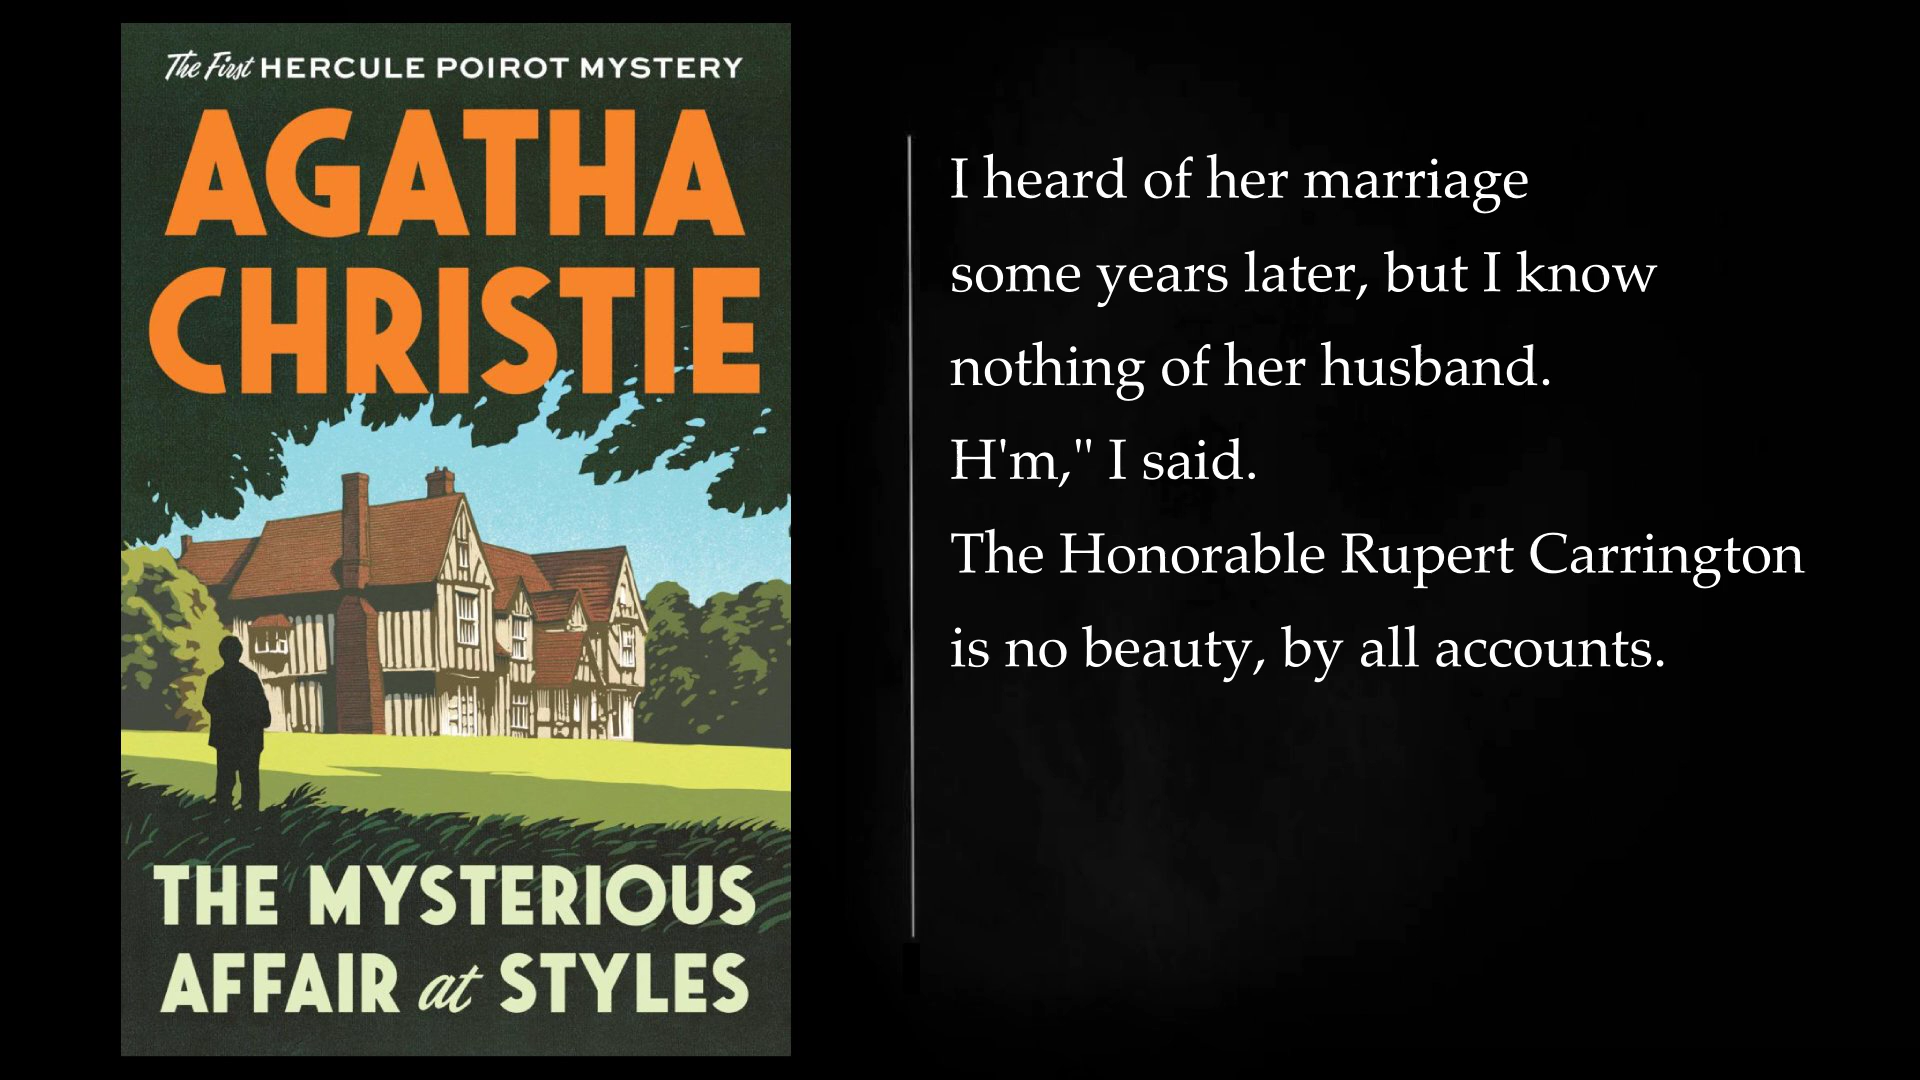 The First HERCULE POIROT MYSTERY
AGATHA
CHRISTIE
THE MYSTERIOUS
AFFAIR at STYLES
I heard of her marriage
some years later, but I know
nothing of her husband.
H'm," I said.
The Honorable Rupert Carrington
is no beauty, by all accounts.